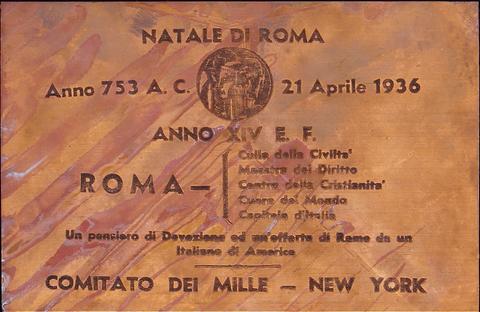 NATALE DI ROMA
Anno 753 A. C. 21 Aprile 1936
ANNO XIV E. F.
ROMA —
Culla della Civilta'
Maestra del Diritto
Centro della Cristianita'
Cuore del Mondo
Capitale d'Italia
Un pensiero di Devozione ed un'offerta di Rame da un
Italiano di America
COMITATO DEI MILLE — NEW YORK